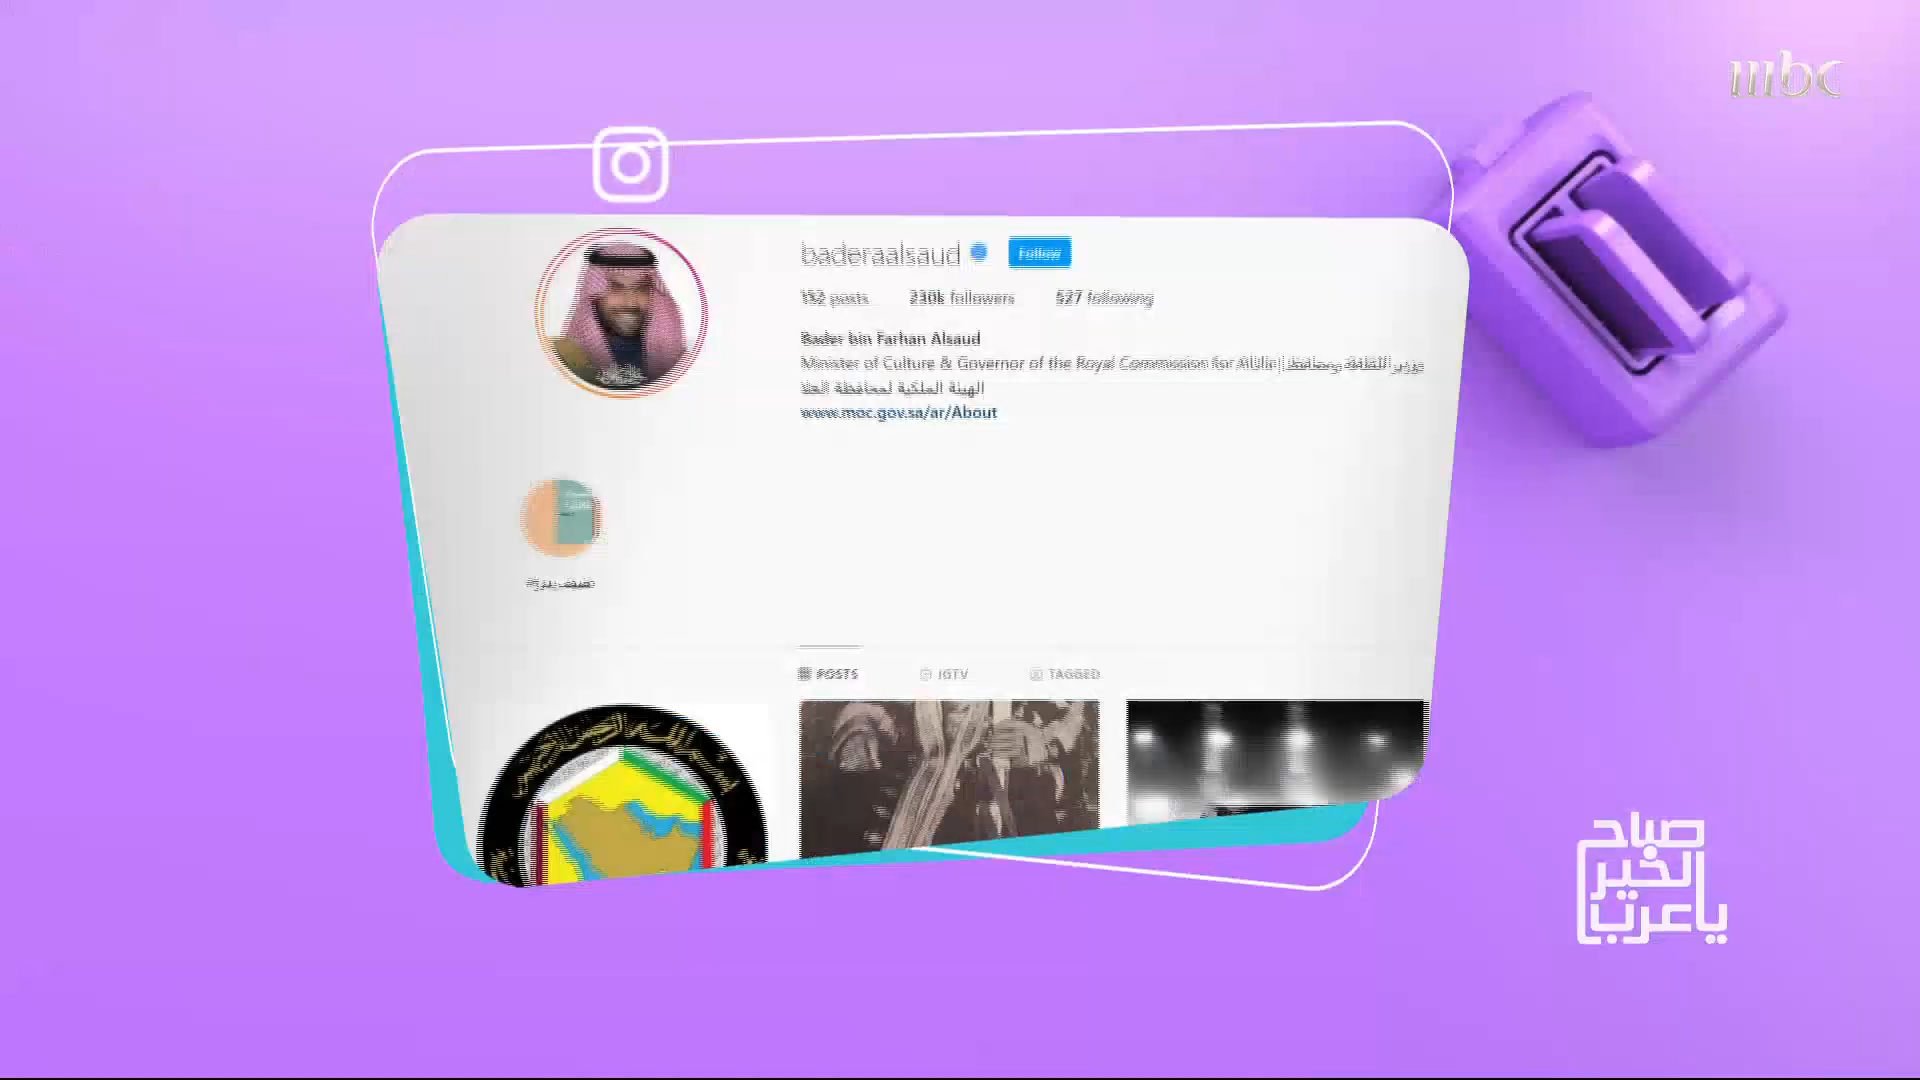 mbc
baderaalsaud
Follow
152 posts 230k followers 527 following
Bader bin Farhan Alsaud
Minister of Culture & Governor of the Royal Commission for AlUla | وزير الثقافة ومحافظ
الهيئة الملكية لمحافظة العلا
www.moc.gov.sa/ar/About
POSTS IGTV TAGGED
صباح
الخير
يا عرب